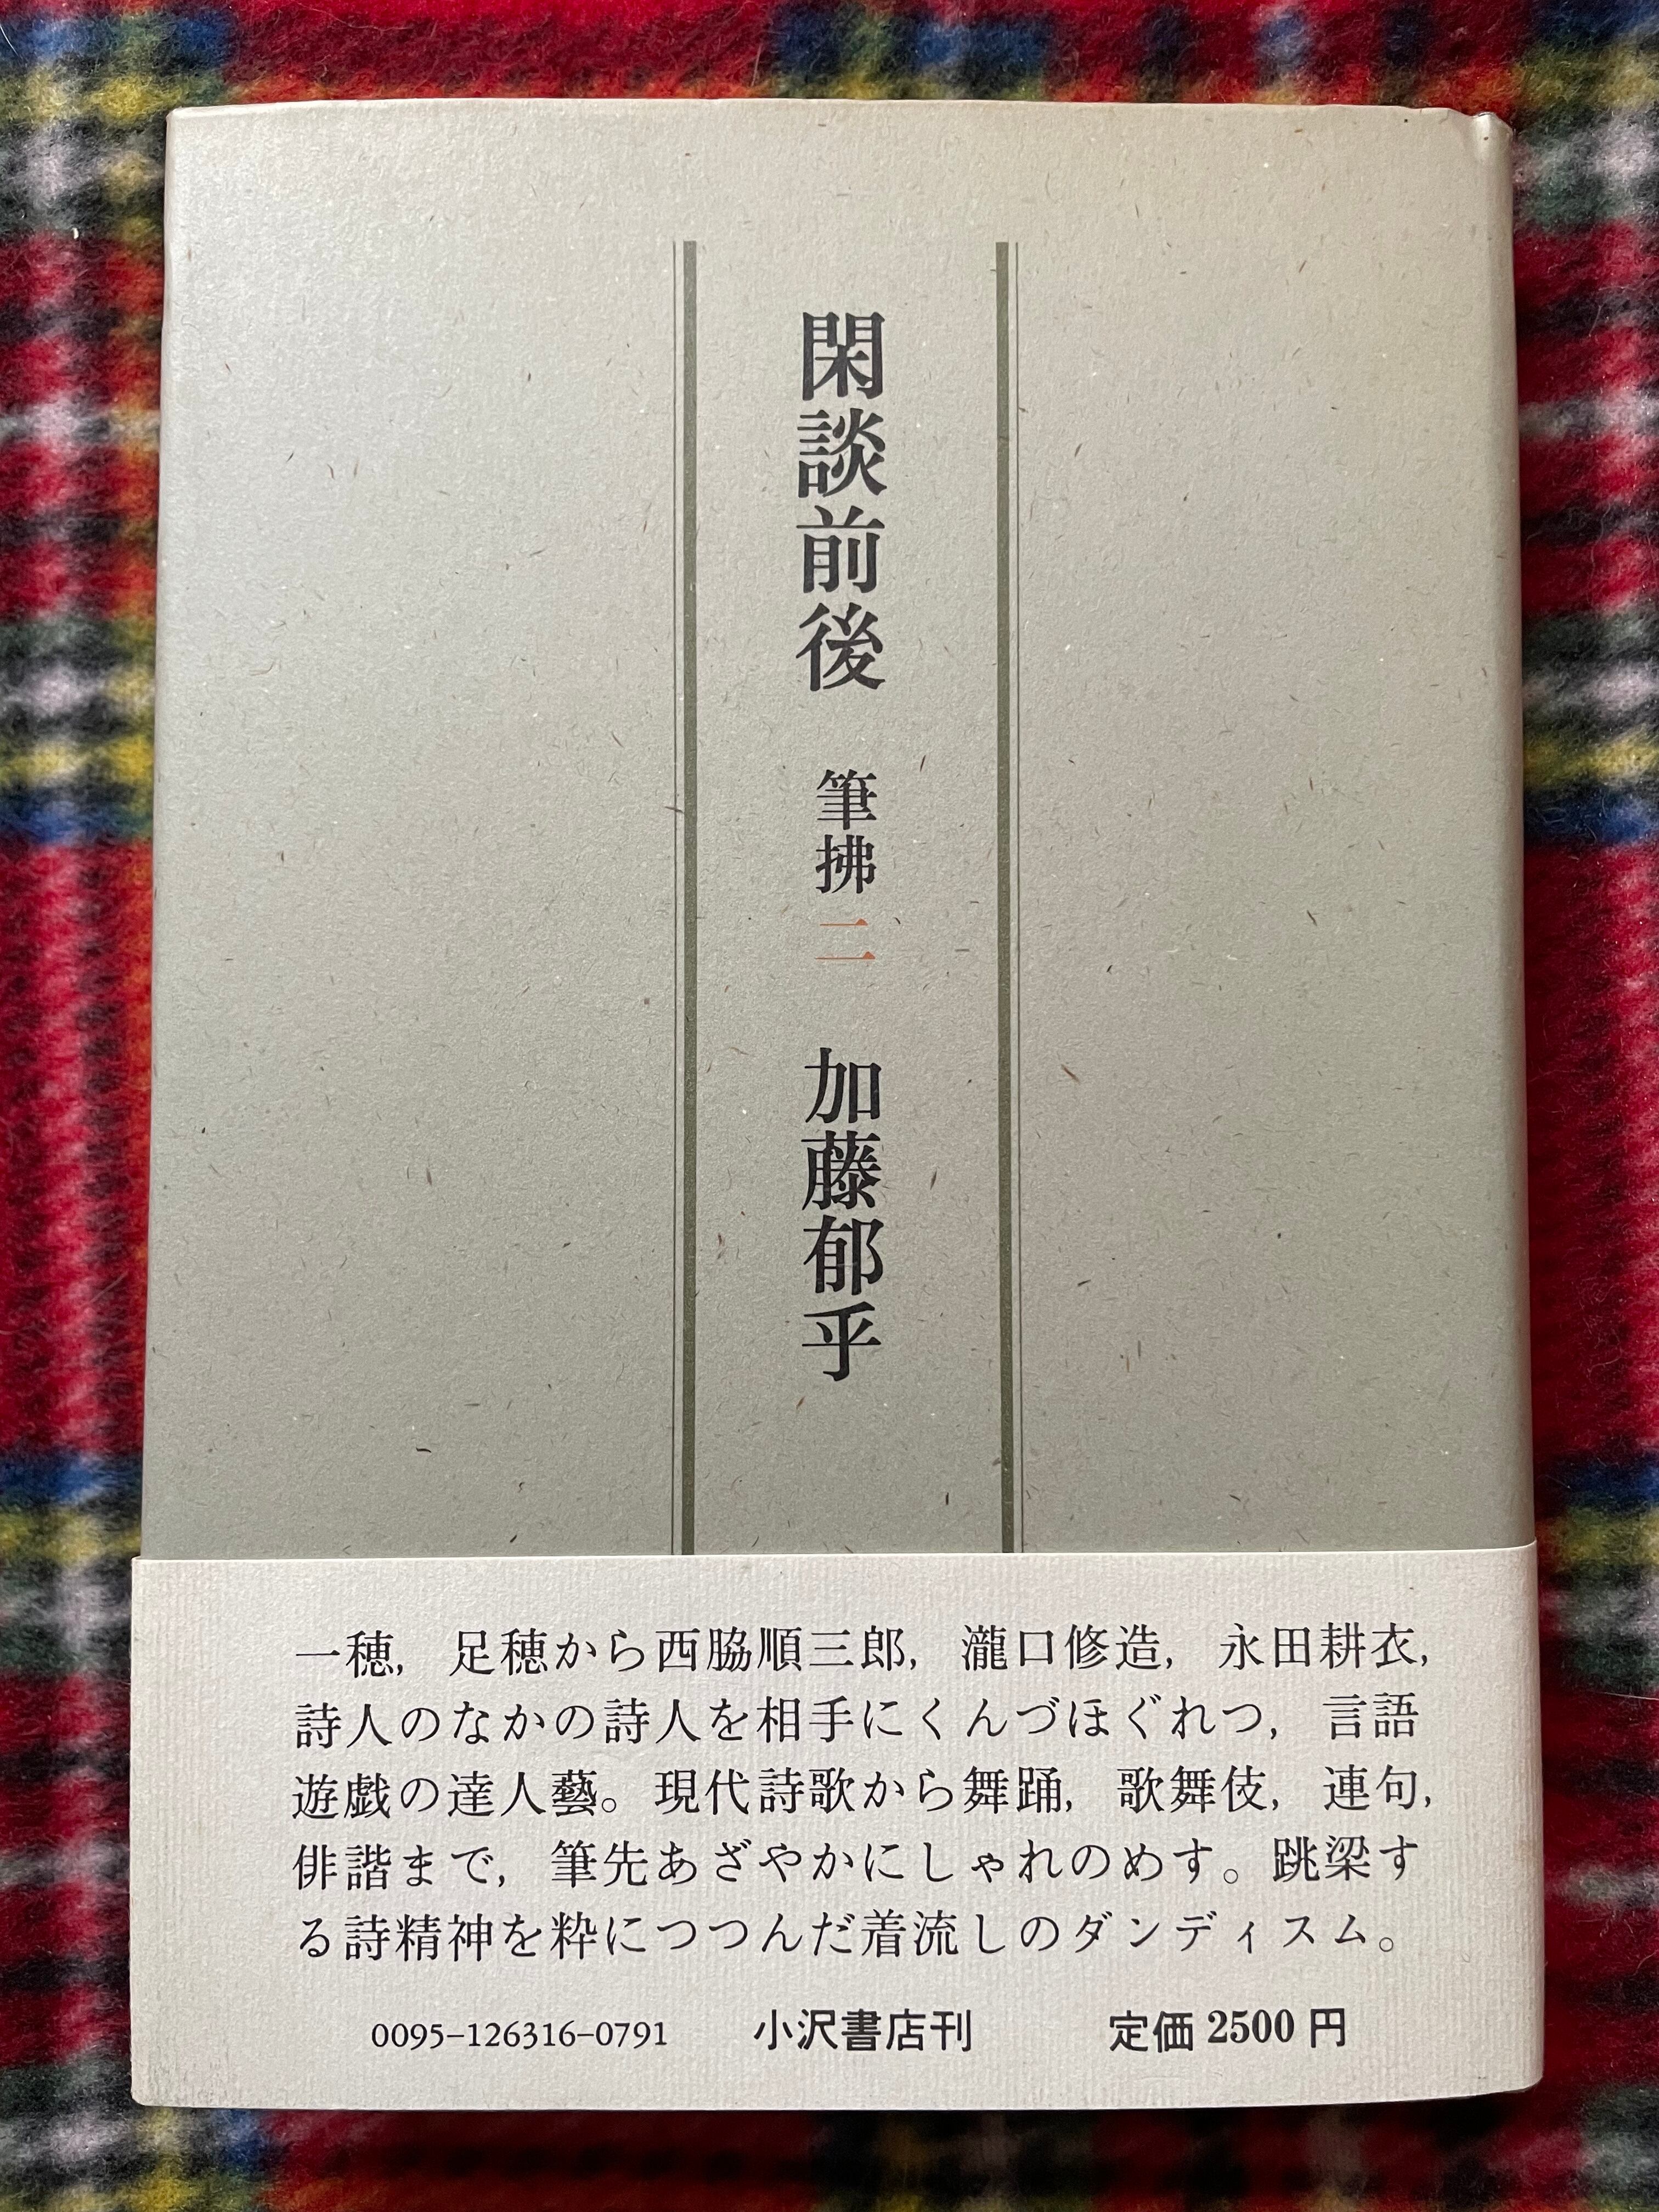 閑談前後 筆拂二 加藤郁乎
一穂，足穂から西脇順三郎，瀧口修造，永田耕衣，
詩人のなかの詩人を相手にくんづほぐれつ，言語
遊戯の達人藝。現代詩歌から舞踊，歌舞伎，連句，
俳諧まで，筆先あざやかにしゃれのめす。跳梁す
る詩精神を粋につつんだ着流しのダンディスム。
0095-126316-0791 小沢書店刊 定価2500円